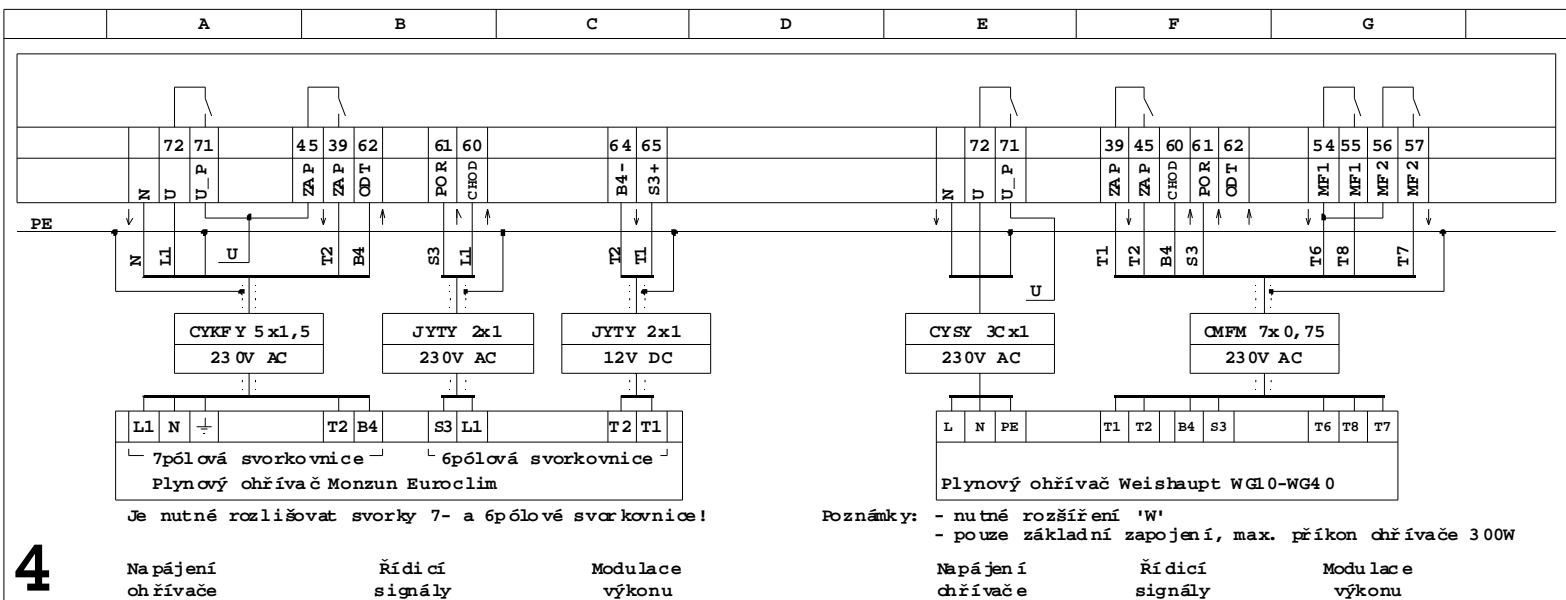 A B C D E F G
72 71 45 39 62 61 60 64 65 72 71 39 45 60 61 62 54 55 56 57
N U U_P ZAP ZAP ODT POR CHOD B4- S3+ N U U_P ZAP ZAP CHOD POR ODT MF1 MF1 MF2 MF2
PE
N L1 U T2 B4 S3 L1 T2 T1 T1 T2 B4 S3 T6 T8 T7
U
CYKFY 5x1,5 JYTY 2x1 JYTY 2x1 CYSY 3Cx1 CMFM 7x0,75
230V AC 230V AC 12V DC 230V AC 230V AC
L1 N T2 B4 S3 L1 T2 T1 L N PE T1 T2 B4 S3 T6 T8 T7
7pólová svorkovnice 6pólová svorkovnice
Plynový ohřívač Monzun Euroclim Plynový ohřívač Weishaupt WG10-WG40
Je nutné rozlišovat svorky 7- a 6pólové svorkovnice! Poznámky: - nutné rozšíření 'W'
- pouze základní zapojení, max. příkon ohřívače 300W
4
Napájení Řídicí Modulace Napájení Řídicí Modulace
ohřívače signály výkonu ohřívače signály výkonu